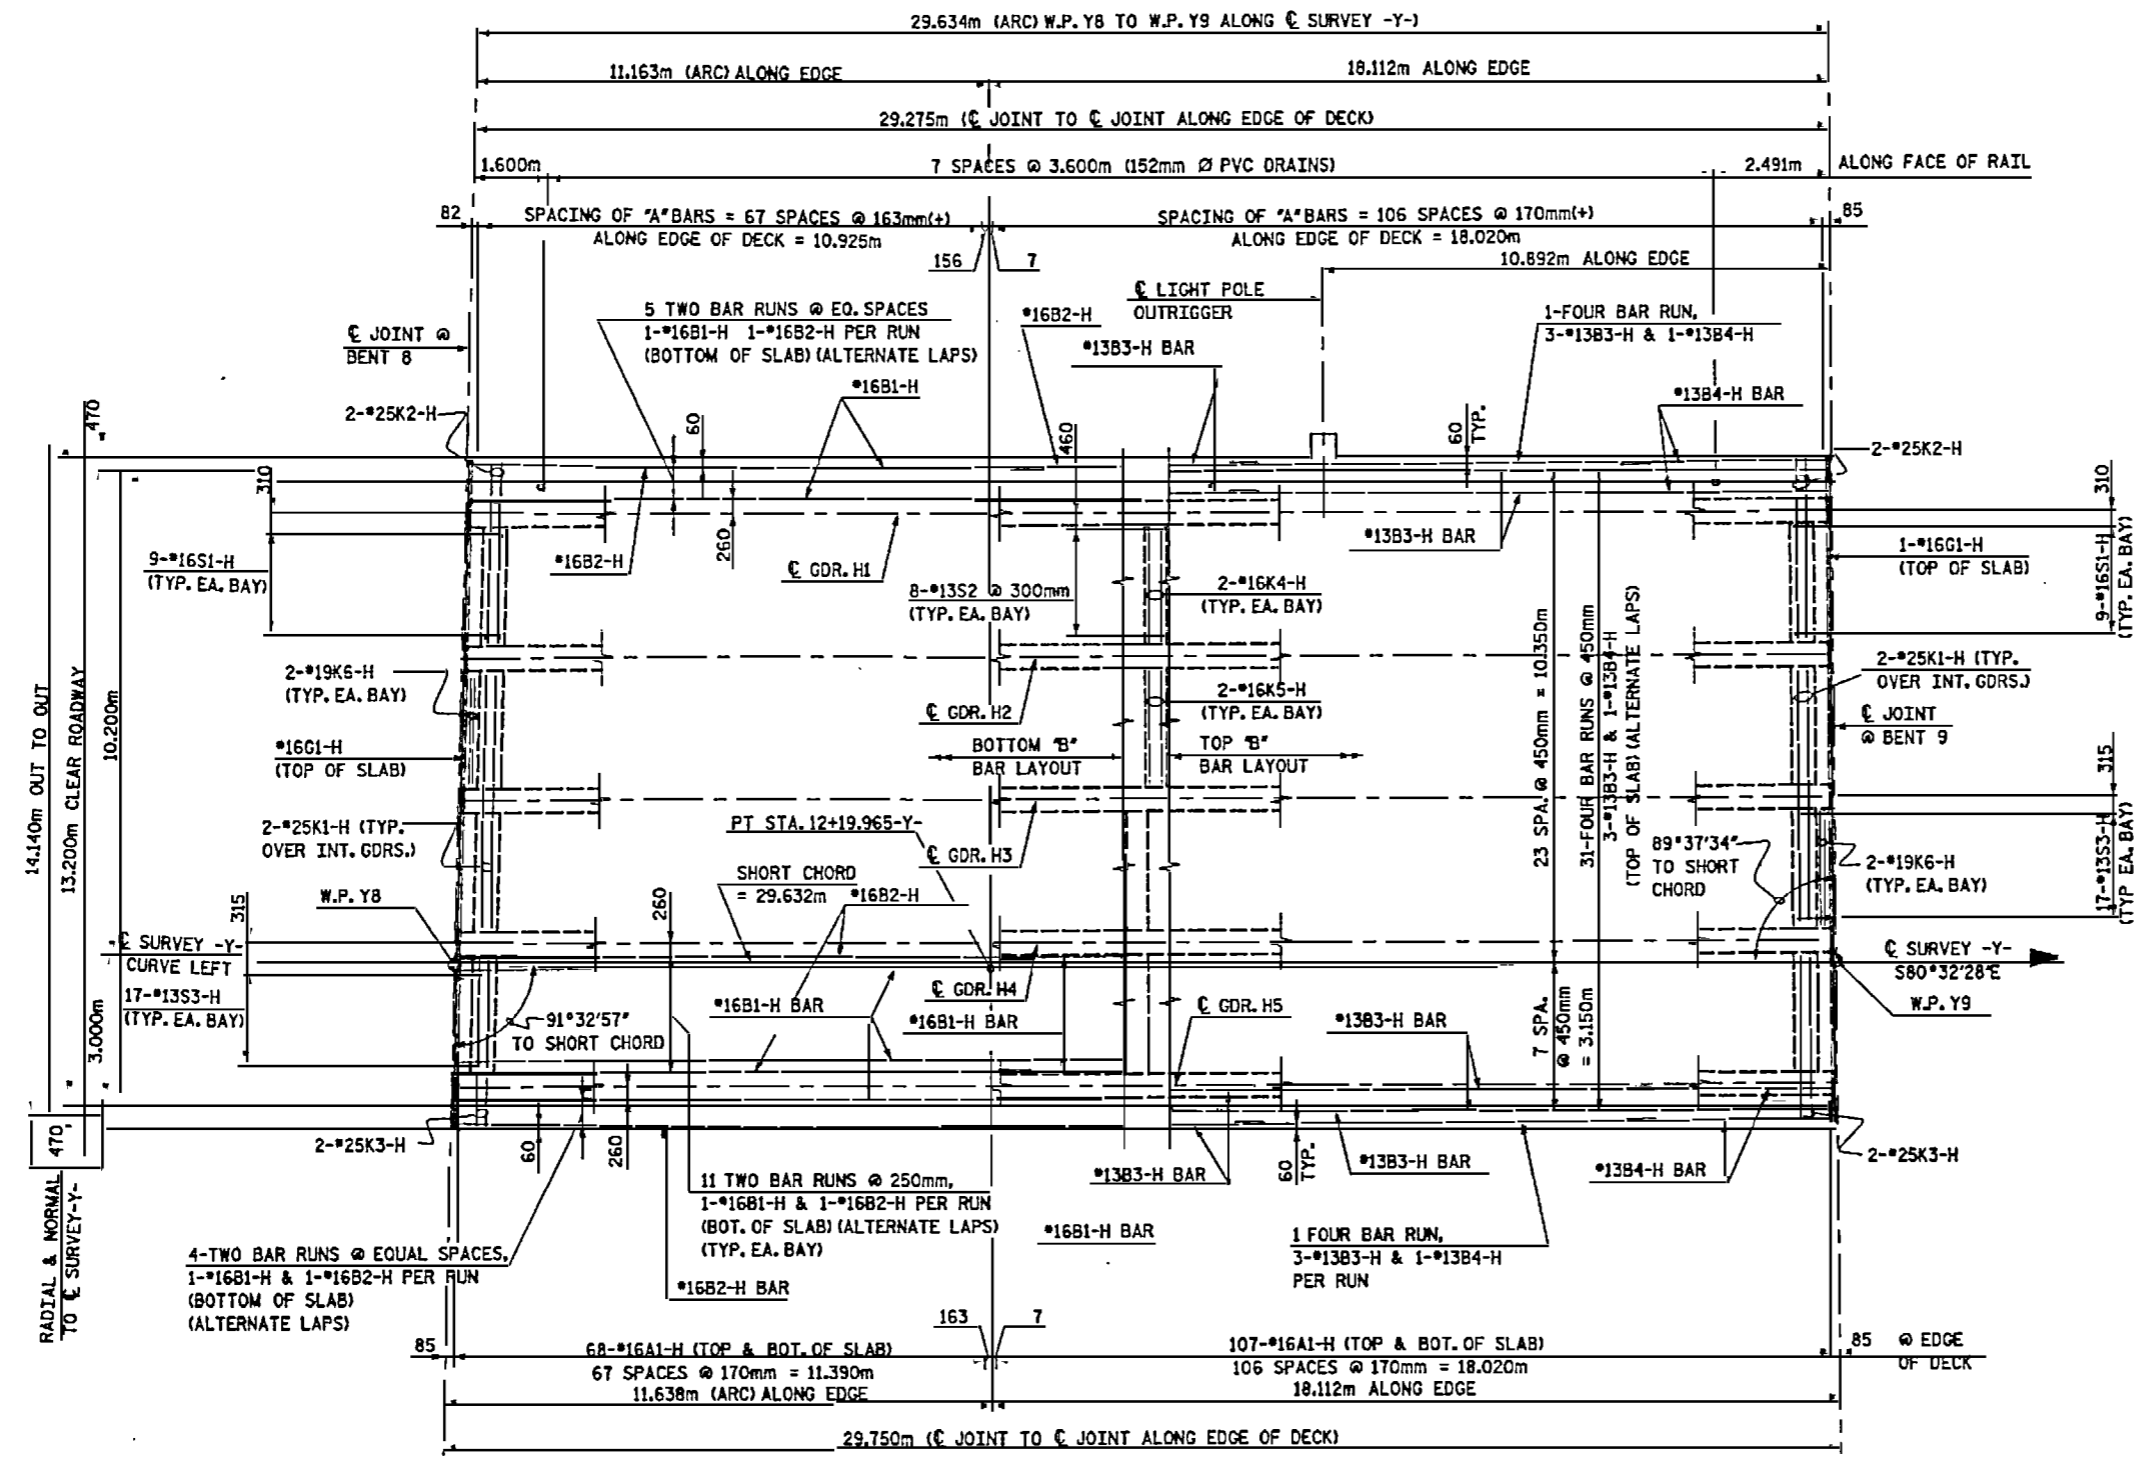 29.634m (ARC) W.P. Y8 TO W.P. Y9 ALONG ℄ SURVEY -Y-)
11.163m (ARC) ALONG EDGE
18.112m ALONG EDGE
29.275m (℄ JOINT TO ℄ JOINT ALONG EDGE OF DECK)
1.600m
7 SPACES @ 3.600m (152mm Ø PVC DRAINS)
2.491m
ALONG FACE OF RAIL
82
SPACING OF "A" BARS = 67 SPACES @ 163mm(+)
ALONG EDGE OF DECK = 10.925m
SPACING OF "A" BARS = 106 SPACES @ 170mm(+)
ALONG EDGE OF DECK = 18.020m
85
156
7
10.892m ALONG EDGE
℄ LIGHT POLE
OUTRIGGER
5 TWO BAR RUNS @ EQ. SPACES
1-#16B1-H 1-#16B2-H PER RUN
(BOTTOM OF SLAB) (ALTERNATE LAPS)
#16B2-H
#13B3-H BAR
1-FOUR BAR RUN,
3-#13B3-H & 1-#13B4-H
℄ JOINT @
BENT 8
#16B1-H
#13B4-H BAR
2-#25K2-H
470
60
460
60
TYP.
2-#25K2-H
310
310
9-#16S1-H
(TYP. EA. BAY)
#16B2-H
260
℄ GDR. H1
8-#13S2 @ 300mm
(TYP. EA. BAY)
2-#16K4-H
(TYP. EA. BAY)
#13B3-H BAR
1-#16G1-H
(TOP OF SLAB)
9-#16S1-H
(TYP. EA. BAY)
2-#19K6-H
(TYP. EA. BAY)
2-#16K5-H
(TYP. EA. BAY)
2-#25K1-H (TYP.
OVER INT. GDRS.)
℄ GDR. H2
℄ JOINT
@ BENT 9
#16G1-H
(TOP OF SLAB)
BOTTOM "B"
BAR LAYOUT
TOP "B"
BAR LAYOUT
23 SPA. @ 450mm = 10.350m
31-FOUR BAR RUNS @ 450mm
3-#13B3-H & 1-#13B4-H
(TOP OF SLAB) (ALTERNATE LAPS)
14.140m OUT TO OUT
13.200m CLEAR ROADWAY
10.200m
315
2-#25K1-H (TYP.
OVER INT. GDRS.)
PT STA. 12+19.965-Y-
℄ GDR. H3
89°37'34"
TO SHORT
CHORD
2-#19K6-H
(TYP. EA. BAY)
17-#13S3-H
(TYP EA. BAY)
SHORT CHORD
= 29.632m
#16B2-H
W.P. Y8
315
260
℄ SURVEY -Y-
CURVE LEFT
℄ SURVEY -Y-
S80°32'28"E
17-#13S3-H
(TYP. EA. BAY)
3.000m
℄ GDR. H4
#16B1-H BAR
91°32'57"
TO SHORT CHORD
#16B1-H BAR
℄ GDR. H5
#13B3-H BAR
7 SPA.
@ 450mm
= 3.150m
W.P. Y9
470
2-#25K3-H
60
260
#13B3-H BAR
60
TYP.
#13B3-H BAR
#13B4-H BAR
2-#25K3-H
RADIAL & NORMAL
TO ℄ SURVEY-Y-
11 TWO BAR RUNS @ 250mm,
1-#16B1-H & 1-#16B2-H PER RUN
(BOT. OF SLAB) (ALTERNATE LAPS)
(TYP. EA. BAY)
#16B1-H BAR
1 FOUR BAR RUN,
3-#13B3-H & 1-#13B4-H
PER RUN
4-TWO BAR RUNS @ EQUAL SPACES,
1-#16B1-H & 1-#16B2-H PER RUN
(BOTTOM OF SLAB)
(ALTERNATE LAPS)
#16B2-H BAR
163
7
85
68-#16A1-H (TOP & BOT. OF SLAB)
67 SPACES @ 170mm = 11.390m
11.638m (ARC) ALONG EDGE
107-#16A1-H (TOP & BOT. OF SLAB)
106 SPACES @ 170mm = 18.020m
18.112m ALONG EDGE
85
@ EDGE
OF DECK
29.750m (℄ JOINT TO ℄ JOINT ALONG EDGE OF DECK)